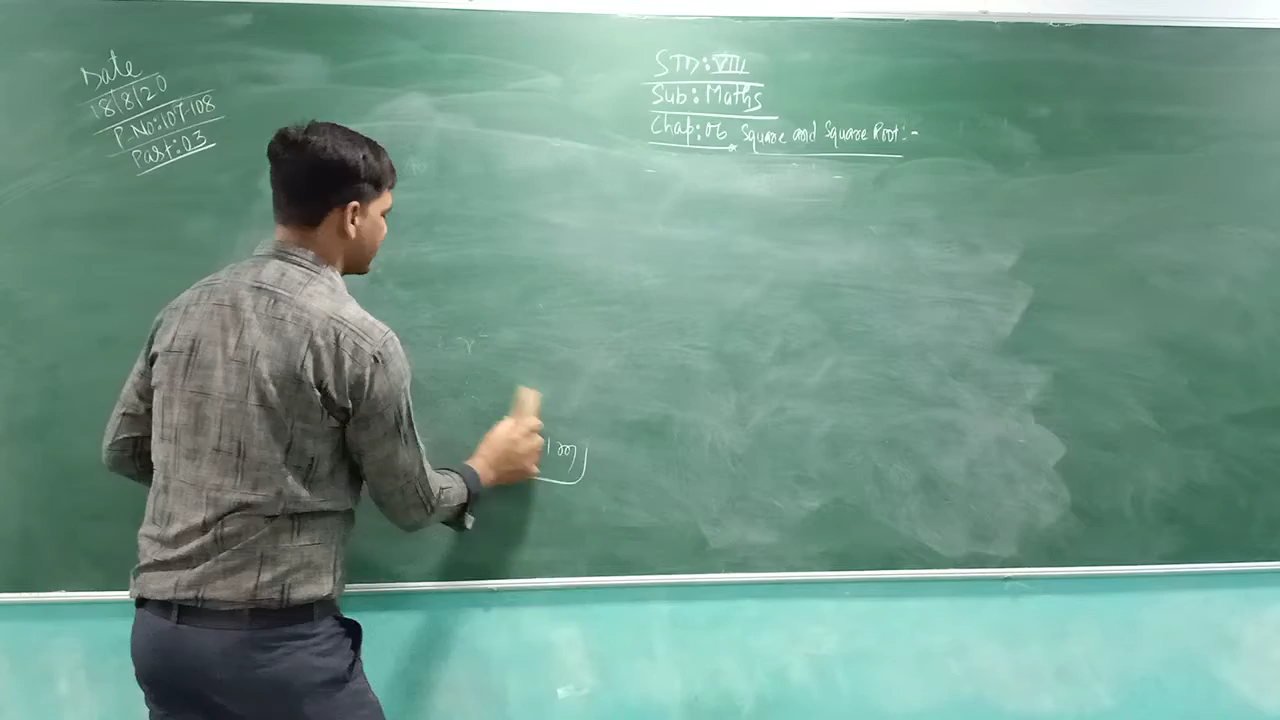 Date
18/8/20
P.No:107-108
Part:03
STD:VIII
Sub:Maths
Chap:06 Square and Square Root:-